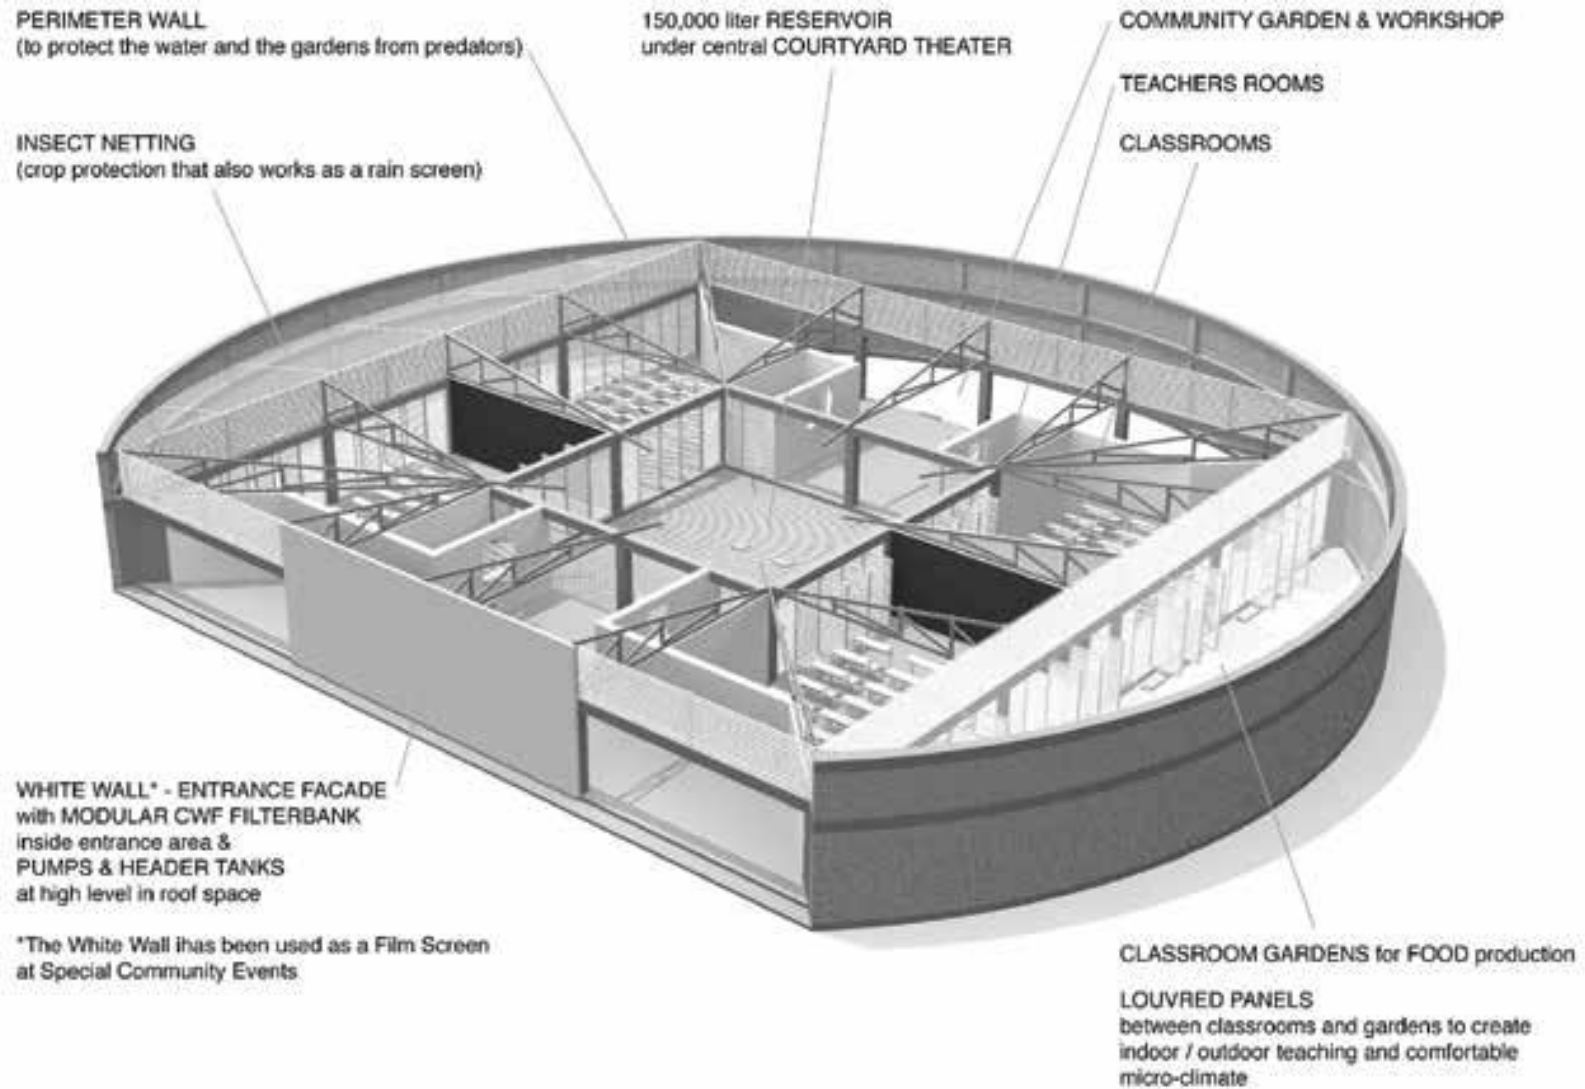 PERIMETER WALL
(to protect the water and the gardens from predators)
150,000 liter RESERVOIR
under central COURTYARD THEATER
COMMUNITY GARDEN & WORKSHOP
TEACHERS ROOMS
CLASSROOMS
INSECT NETTING
(crop protection that also works as a rain screen)
WHITE WALL* - ENTRANCE FACADE
with MODULAR CWF FILTERBANK
inside entrance area &
PUMPS & HEADER TANKS
at high level in roof space
*The White Wall ihas been used as a Film Screen
at Special Community Events
CLASSROOM GARDENS for FOOD production
LOUVRED PANELS
between classrooms and gardens to create
indoor / outdoor teaching and comfortable
micro-climate